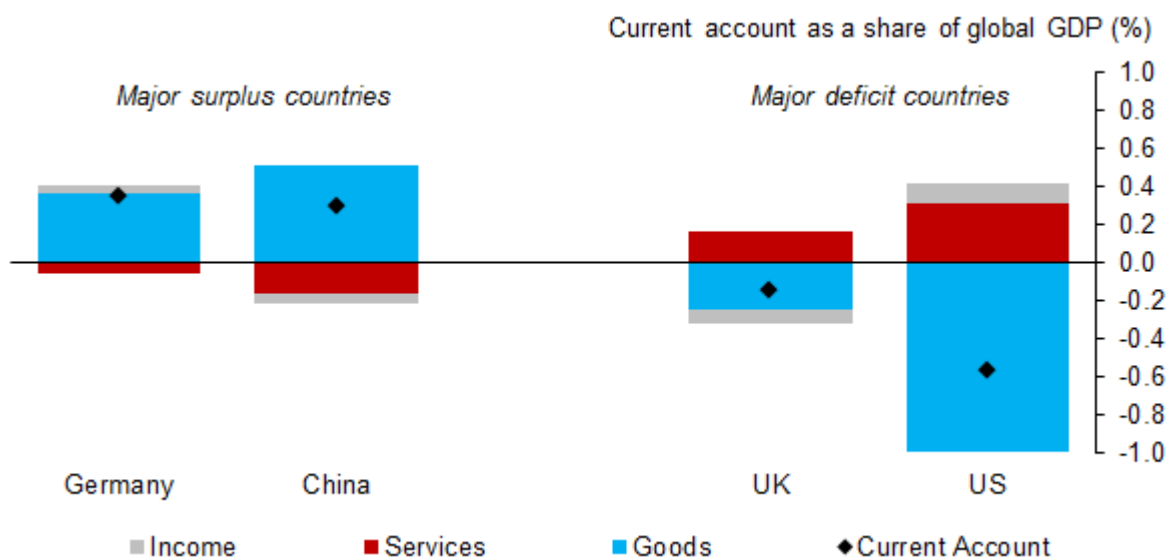 Current account as a share of global GDP (%)
Major surplus countries
Major deficit countries
1.0
0.8
0.6
0.4
0.2
0.0
-0.2
-0.4
-0.6
-0.8
-1.0
Germany China UK US
Income Services Goods Current Account